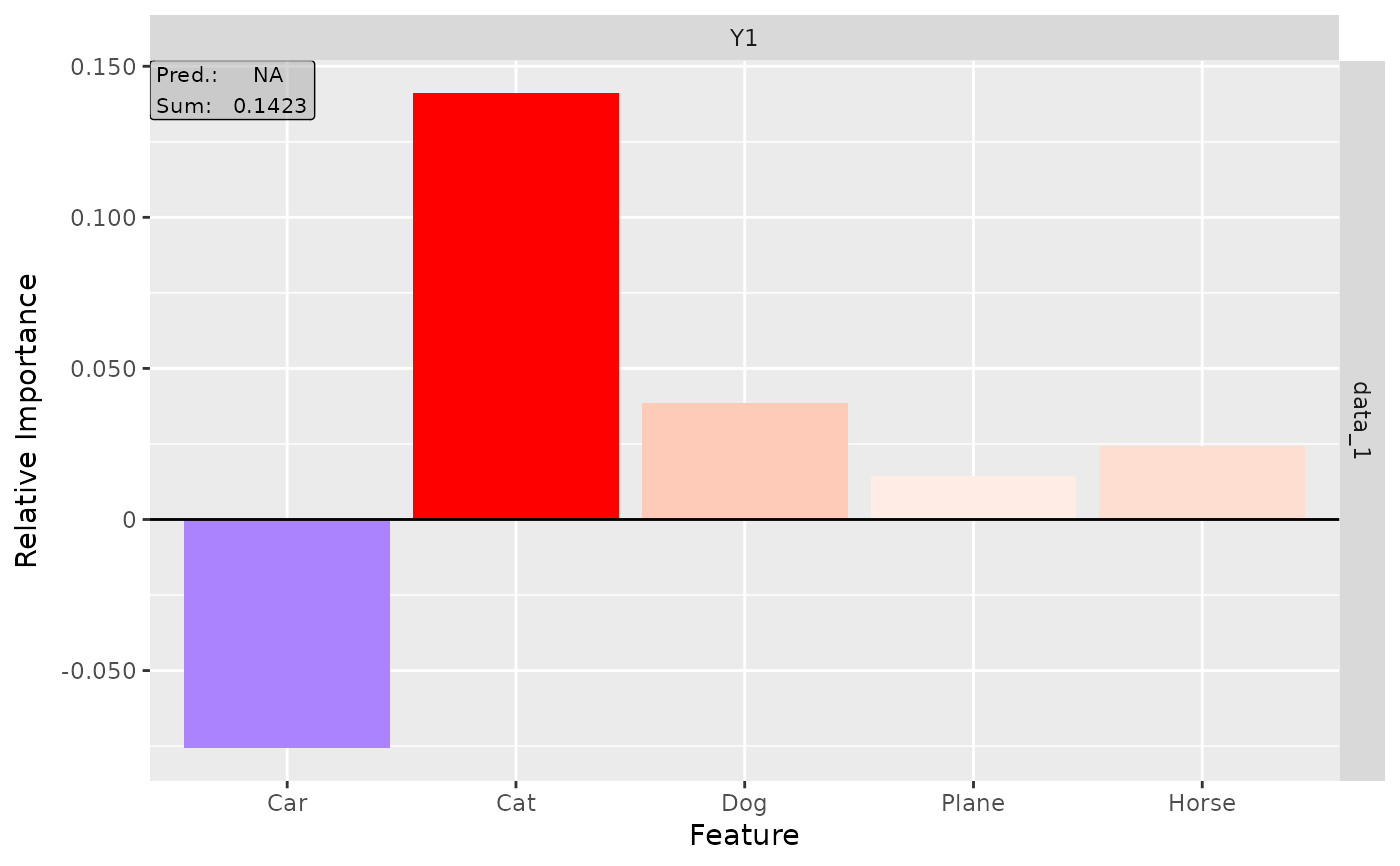 Y1
Pred.: NA
Sum: 0.1423
0.150
0.100
0.050
0
-0.050
Relative Importance
data_1
Car Cat Dog Plane Horse
Feature